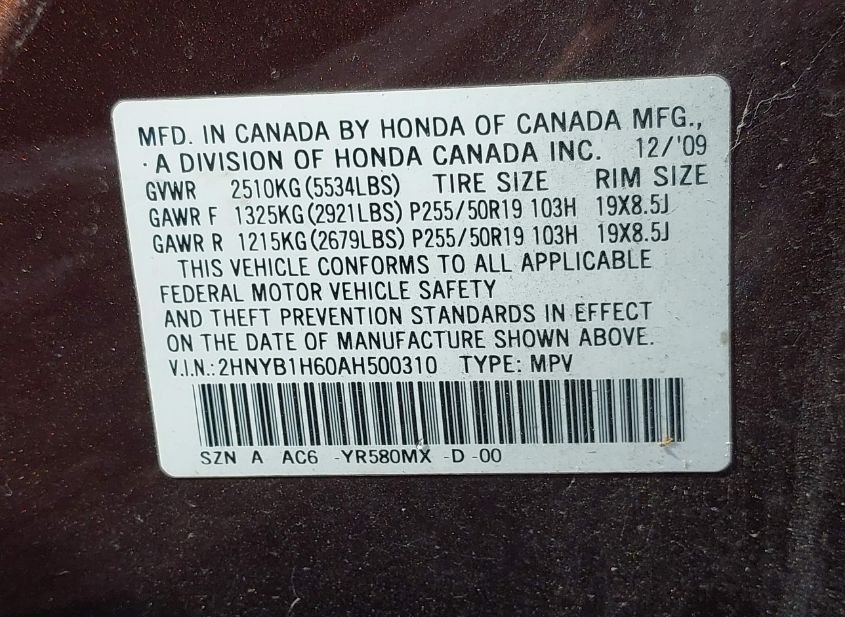 MFD. IN CANADA BY HONDA OF CANADA MFG.,
· A DIVISION OF HONDA CANADA INC. 12/'09
GVWR 2510KG (5534LBS) TIRE SIZE RIM SIZE
GAWR F 1325KG (2921LBS) P255/50R19 103H 19X8.5J
GAWR R 1215KG (2679LBS) P255/50R19 103H 19X8.5J
THIS VEHICLE CONFORMS TO ALL APPLICABLE
FEDERAL MOTOR VEHICLE SAFETY
AND THEFT PREVENTION STANDARDS IN EFFECT
ON THE DATE OF MANUFACTURE SHOWN ABOVE.
V.I.N.: 2HNYB1H60AH500310 TYPE: MPV
SZN A AC6 -YR580MX -D -00